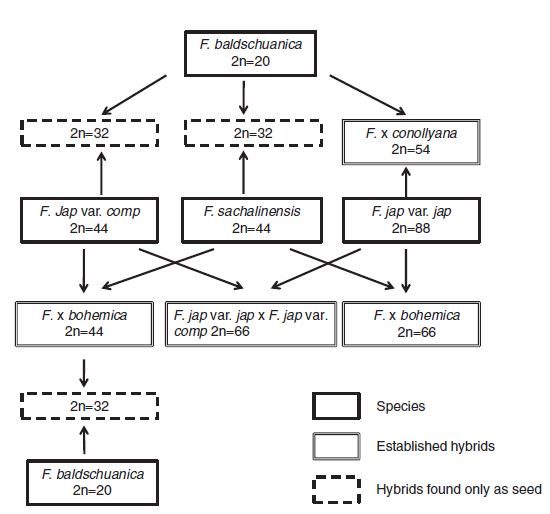 F. baldschuanica
2n=20
2n=32
2n=32
F. x conollyana
2n=54
F. Jap var. comp
2n=44
F. sachalinensis
2n=44
F. jap var. jap
2n=88
F. x bohemica
2n=44
F. jap var. jap x F. jap var.
comp 2n=66
F. x bohemica
2n=66
2n=32
F. baldschuanica
2n=20
Species
Established hybrids
Hybrids found only as seed